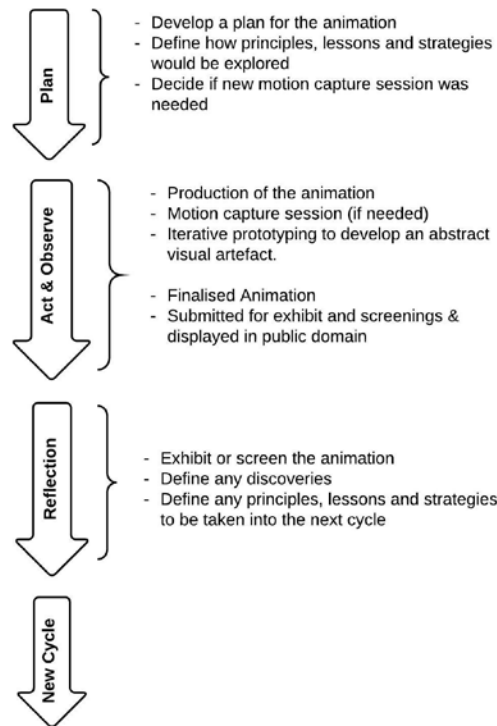 Plan
- Develop a plan for the animation
- Define how principles, lessons and strategies
would be explored
- Decide if new motion capture session was
needed
Act & Observe
- Production of the animation
- Motion capture session (if needed)
- Iterative prototyping to develop an abstract
visual artefact.
- Finalised Animation
- Submitted for exhibit and screenings &
displayed in public domain
Reflection
- Exhibit or screen the animation
- Define any discoveries
- Define any principles, lessons and strategies
to be taken into the next cycle
New Cycle